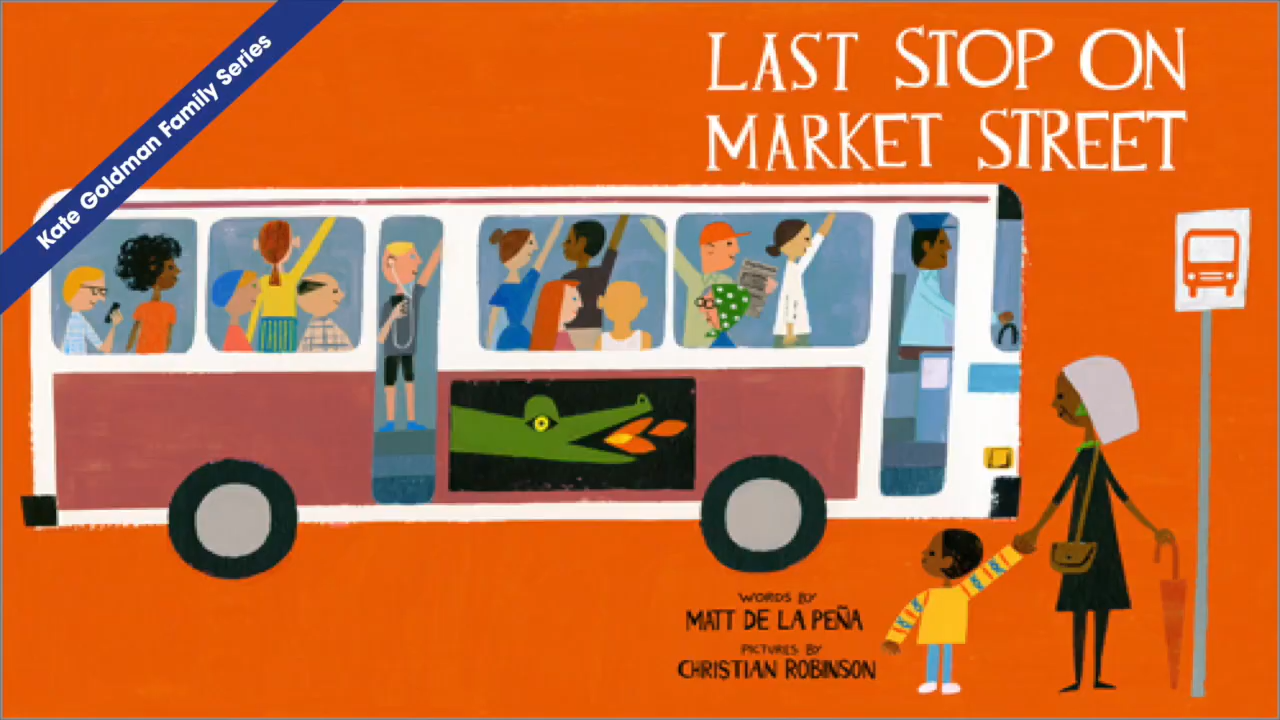 Kate Goldman Family Series
LAST STOP ON
MARKET STREET
WORDS BY
MATT DE LA PEÑA
PICTURES BY
CHRISTIAN ROBINSON